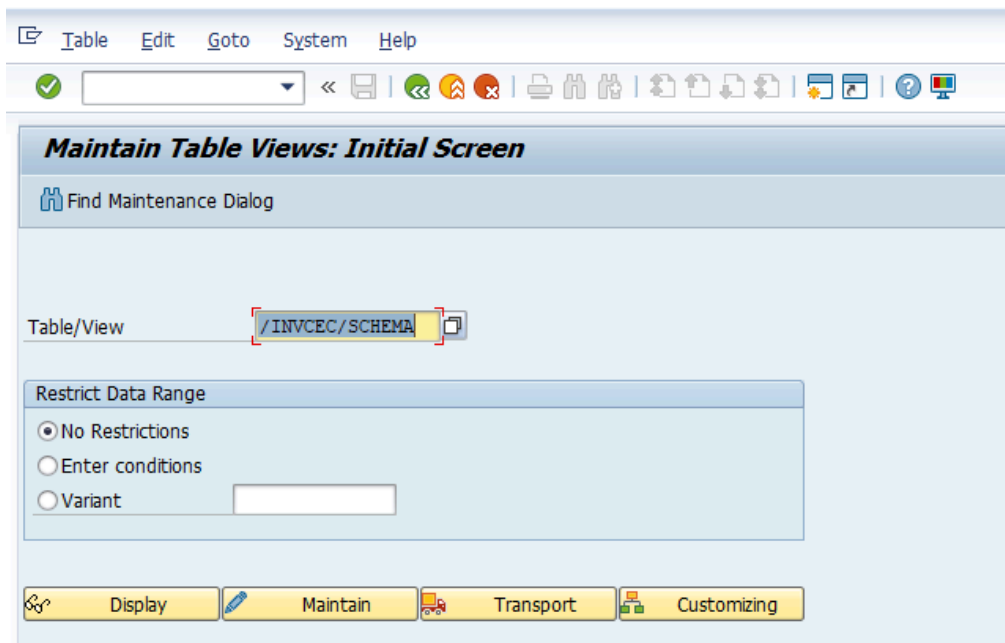 Table Edit Goto System Help
Maintain Table Views: Initial Screen
Find Maintenance Dialog
Table/View /INVCEC/SCHEMA
Restrict Data Range
No Restrictions
Enter conditions
Variant
Display Maintain Transport Customizing